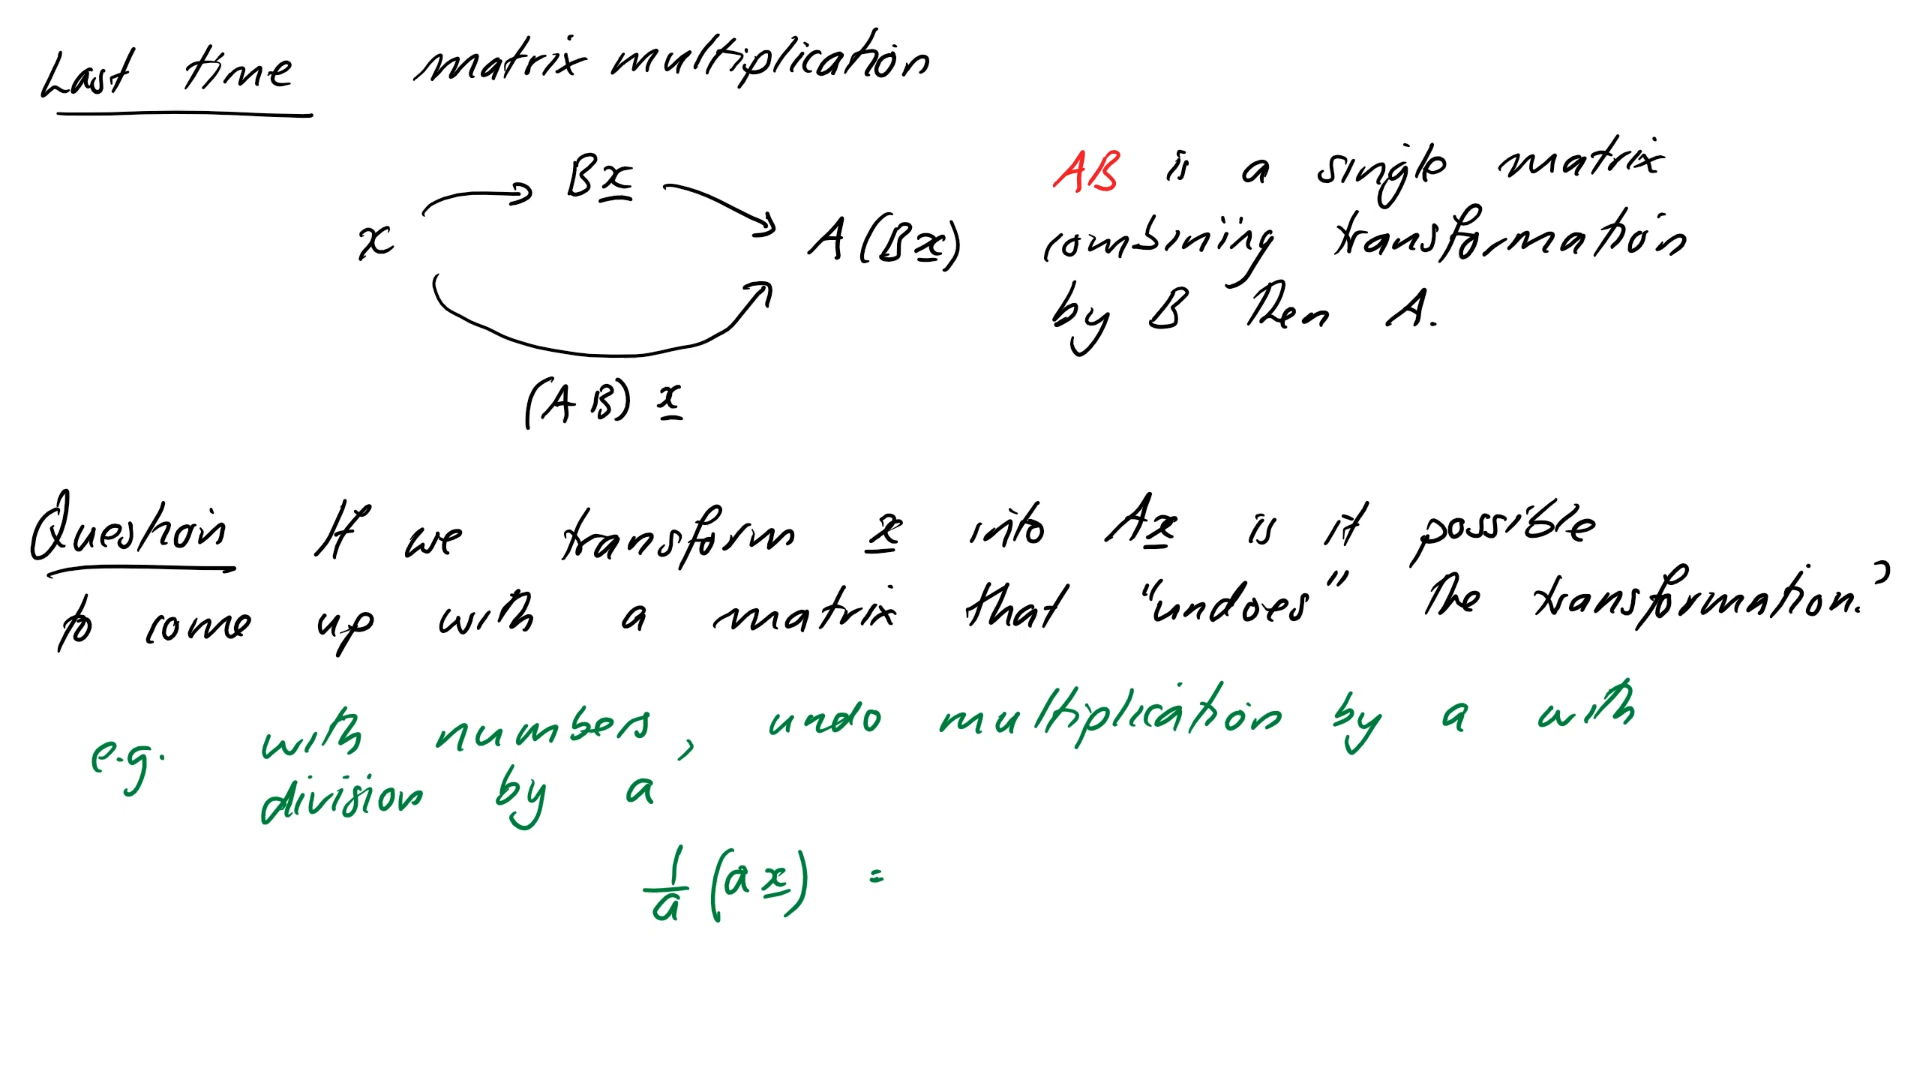 Last time matrix multiplication
x Bx A(Bx)
(AB) x
AB is a single matrix
combining transformation
by B then A.
Question If we transform x into Ax is it possible
to come up with a matrix that "undoes" the transformation?
e.g. with numbers, undo multiplication by a with
division by a
1/a (ax) =